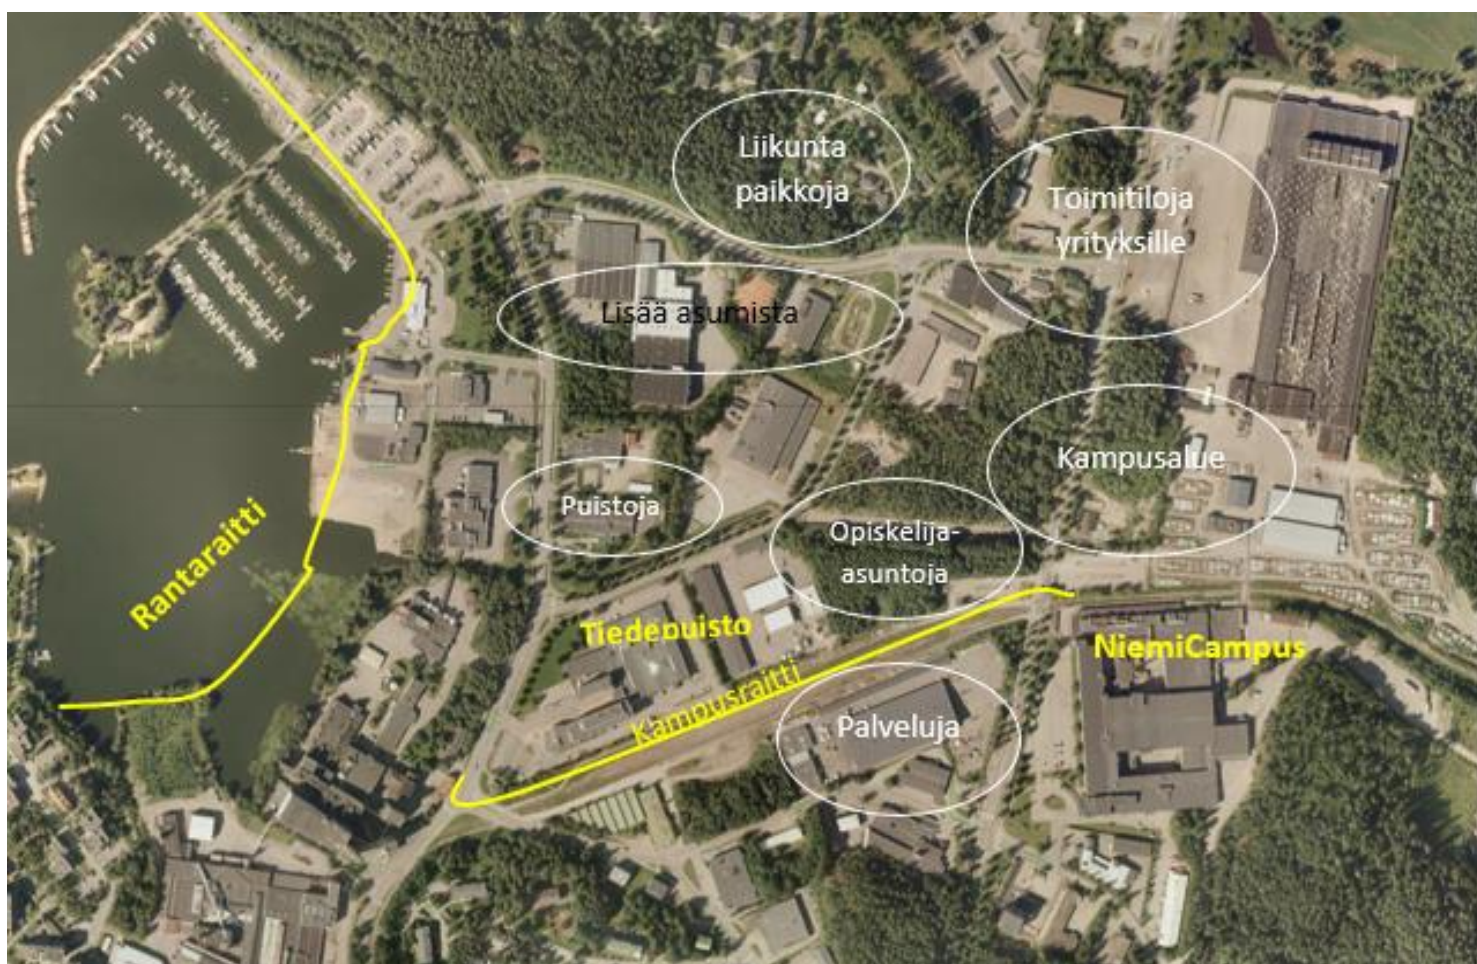 Liikunta
paikkoja
Toimitiloja
yrityksille
Lisää asumista
Kampusalue
Puistoja
Opiskelija-
asuntoja
Rantaraitti
Tiedepuisto
NiemiCampus
Kampusraitti
Palveluja